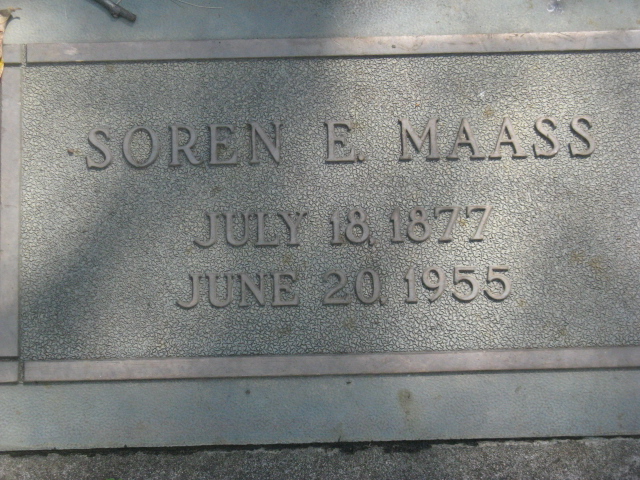 SOREN E. MAASS
JULY 18, 1877
JUNE 20, 1955